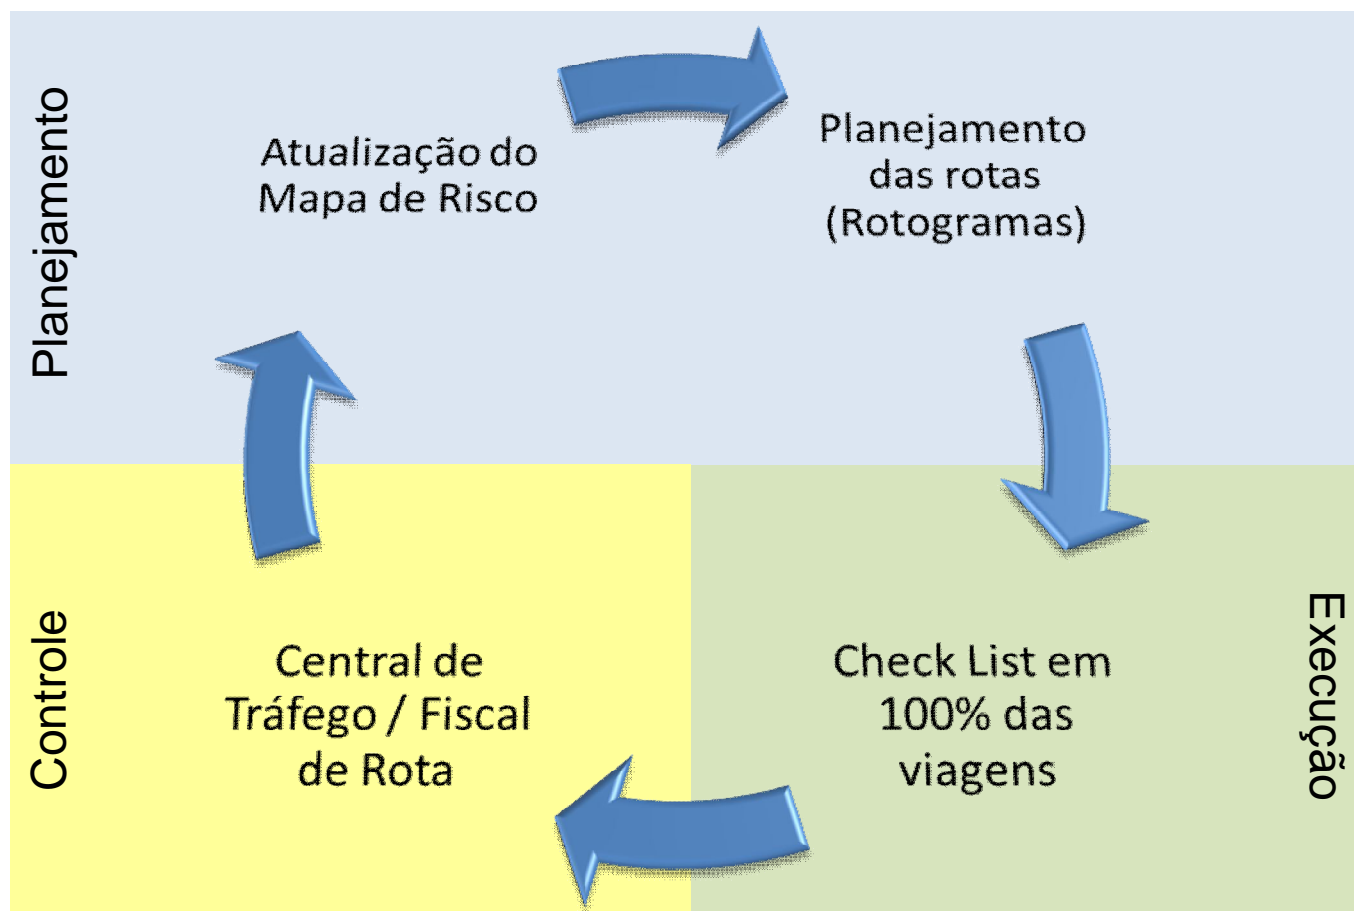 Planejamento
Atualização do
Mapa de Risco
Planejamento
das rotas
(Rotogramas)
Controle
Central de
Tráfego / Fiscal
de Rota
Check List em
100% das
viagens
Execução